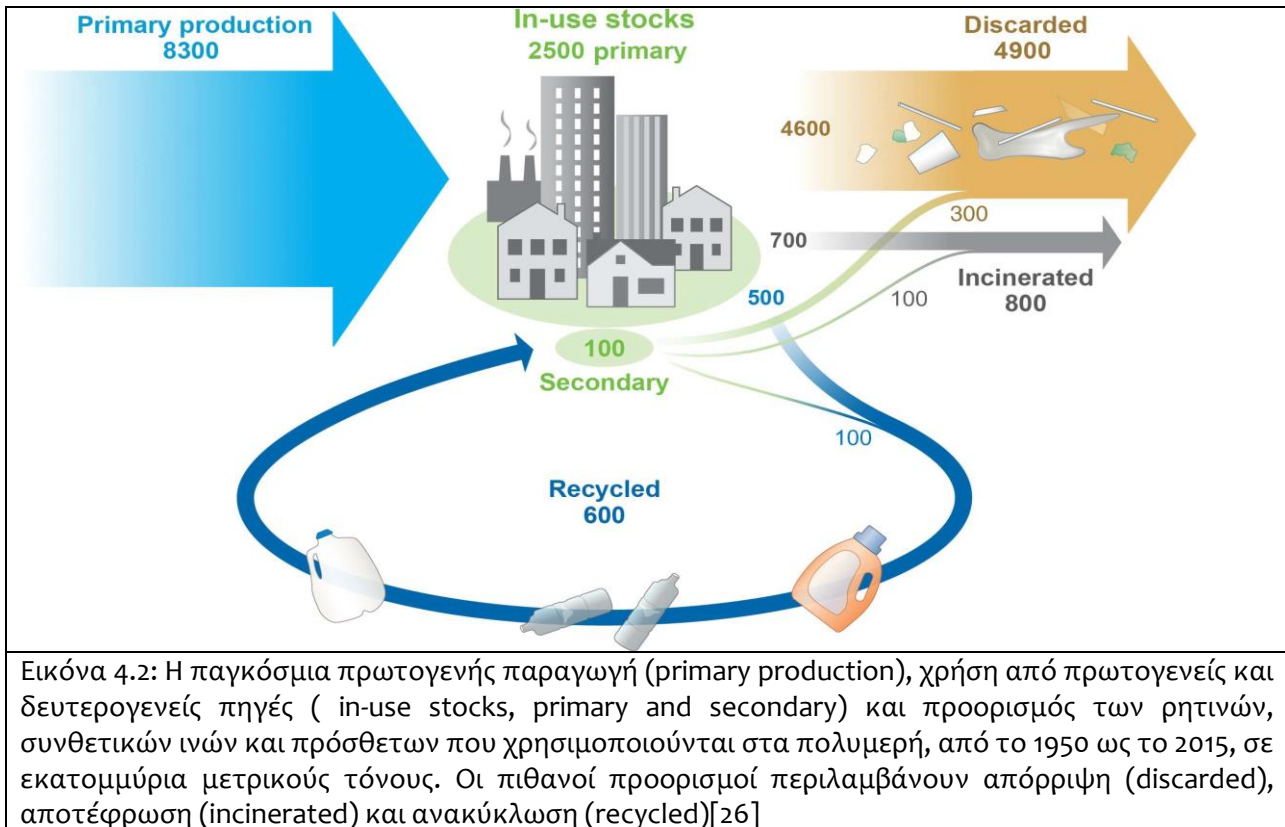 Primary production
8300
In-use stocks
2500 primary
Discarded
4900
4600
300
700
Incinerated
800
500
100
100
Secondary
100
Recycled
600
Εικόνα 4.2: Η παγκόσμια πρωτογενής παραγωγή (primary production), χρήση από πρωτογενείς και
δευτερογενείς πηγές ( in-use stocks, primary and secondary) και προορισμός των ρητινών,
συνθετικών ινών και πρόσθετων που χρησιμοποιούνται στα πολυμερή, από το 1950 ως το 2015, σε
εκατομμύρια μετρικούς τόνους. Οι πιθανοί προορισμοί περιλαμβάνουν απόρριψη (discarded),
αποτέφρωση (incinerated) και ανακύκλωση (recycled)[26]